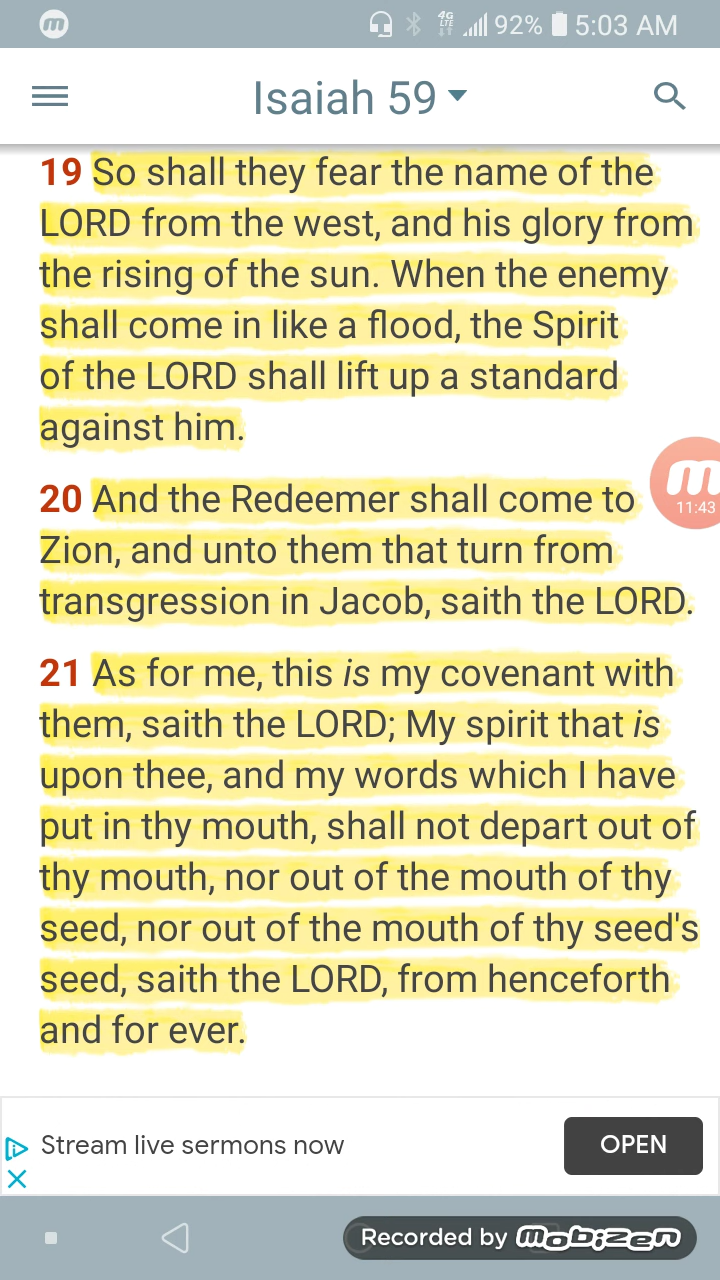 m 4G LTE 92% 5:03 AM
Isaiah 59
19 So shall they fear the name of the
LORD from the west, and his glory from
the rising of the sun. When the enemy
shall come in like a flood, the Spirit
of the LORD shall lift up a standard
against him.
20 And the Redeemer shall come to
Zion, and unto them that turn from
transgression in Jacob, saith the LORD.
m
11:43
21 As for me, this is my covenant with
them, saith the LORD; My spirit that is
upon thee, and my words which I have
put in thy mouth, shall not depart out of
thy mouth, nor out of the mouth of thy
seed, nor out of the mouth of thy seed's
seed, saith the LORD, from henceforth
and for ever.
Stream live sermons now
OPEN
Recorded by mobizen